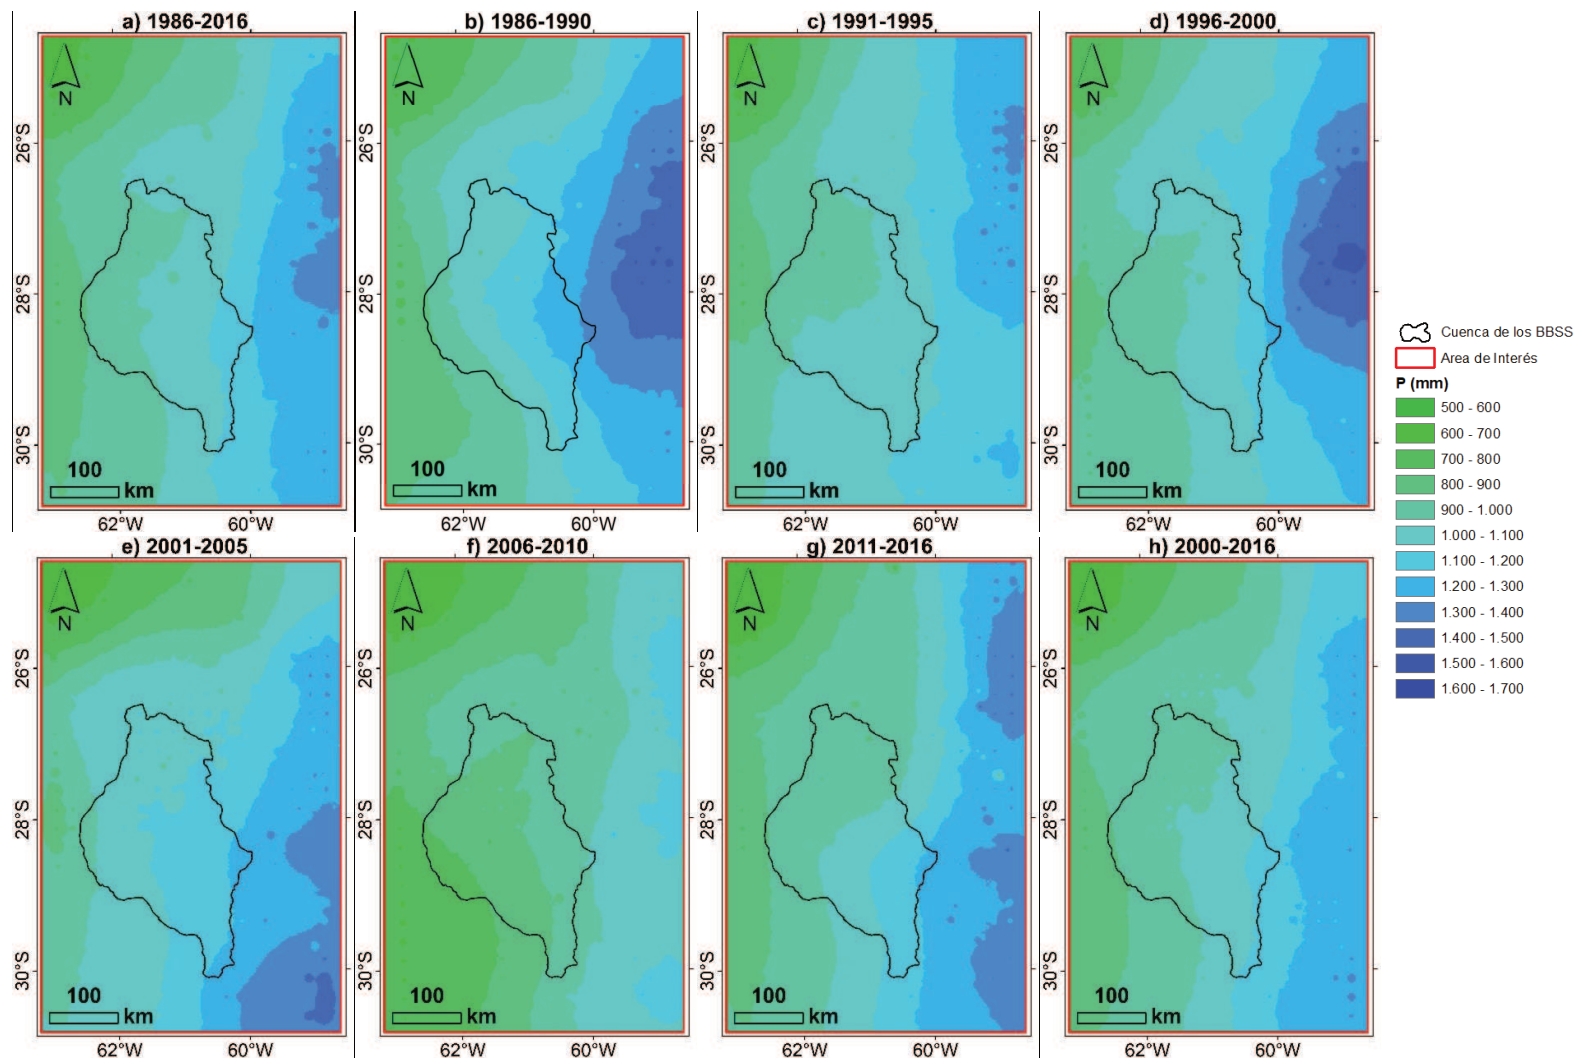 a) 1986-2016
b) 1986-1990
c) 1991-1995
d) 1996-2000
N
N
N
N
26°S
26°S
26°S
26°S
28°S
28°S
28°S
28°S
30°S
30°S
30°S
30°S
100
km
100
km
100
km
100
km
62°W
60°W
62°W
60°W
62°W
60°W
62°W
60°W
e) 2001-2005
f) 2006-2010
g) 2011-2016
h) 2000-2016
N
N
N
N
26°S
26°S
26°S
26°S
28°S
28°S
28°S
28°S
30°S
30°S
30°S
30°S
100
km
100
km
100
km
100
km
62°W
60°W
62°W
60°W
62°W
60°W
62°W
60°W
Cuenca de los BBSS
Area de Interés
P (mm)
500 - 600
600 - 700
700 - 800
800 - 900
900 - 1.000
1.000 - 1.100
1.100 - 1.200
1.200 - 1.300
1.300 - 1.400
1.400 - 1.500
1.500 - 1.600
1.600 - 1.700